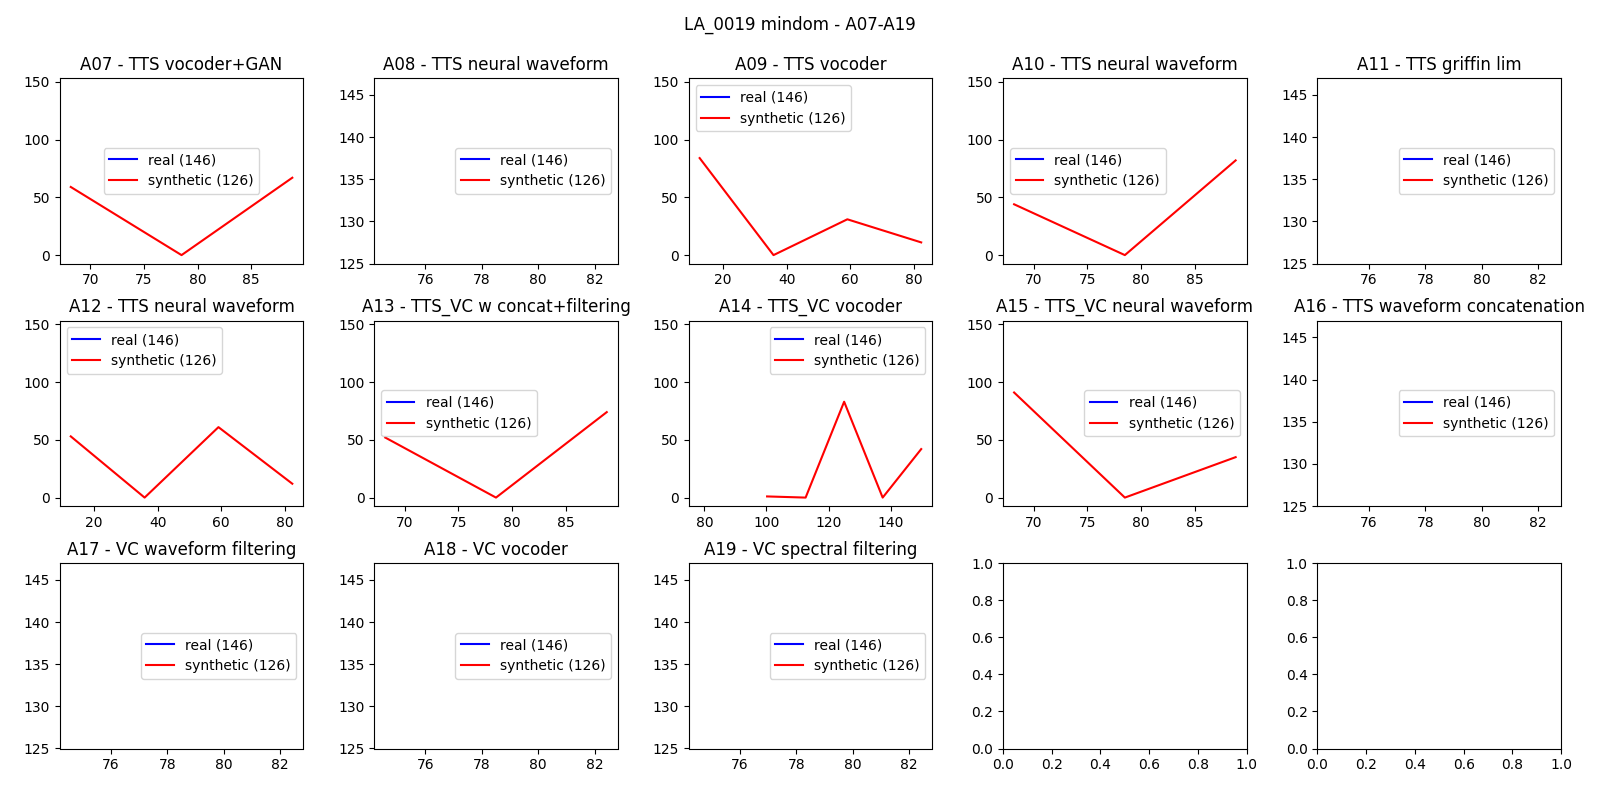 LA_0019 mindom - A07-A19
A07 - TTS vocoder+GAN
150
100
50
0
70 75 80 85
real (146)
synthetic (126)
A08 - TTS neural waveform
145
140
135
130
125
76 78 80 82
real (146)
synthetic (126)
A09 - TTS vocoder
150
100
50
0
20 40 60 80
real (146)
synthetic (126)
A10 - TTS neural waveform
150
100
50
0
70 75 80 85
real (146)
synthetic (126)
A11 - TTS griffin lim
145
140
135
130
125
76 78 80 82
real (146)
synthetic (126)
A12 - TTS neural waveform
150
100
50
0
20 40 60 80
real (146)
synthetic (126)
A13 - TTS_VC w concat+filtering
150
100
50
0
70 75 80 85
real (146)
synthetic (126)
A14 - TTS_VC vocoder
150
100
50
0
80 100 120 140
real (146)
synthetic (126)
A15 - TTS_VC neural waveform
150
100
50
0
70 75 80 85
real (146)
synthetic (126)
A16 - TTS waveform concatenation
145
140
135
130
125
76 78 80 82
real (146)
synthetic (126)
A17 - VC waveform filtering
145
140
135
130
125
76 78 80 82
real (146)
synthetic (126)
A18 - VC vocoder
145
140
135
130
125
76 78 80 82
real (146)
synthetic (126)
A19 - VC spectral filtering
145
140
135
130
125
76 78 80 82
real (146)
synthetic (126)
1.0
0.8
0.6
0.4
0.2
0.0
0.0 0.2 0.4 0.6 0.8 1.0
1.0
0.8
0.6
0.4
0.2
0.0
0.0 0.2 0.4 0.6 0.8 1.0